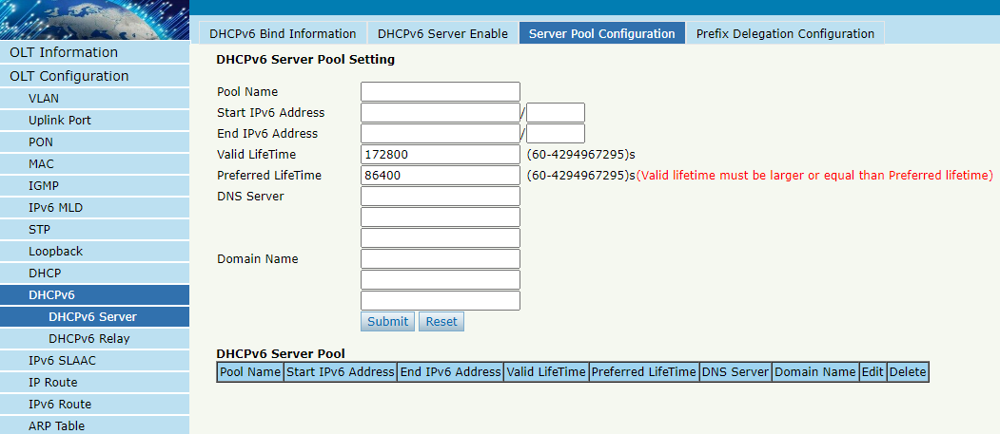 DHCPv6 Bind Information DHCPv6 Server Enable Server Pool Configuration Prefix Delegation Configuration
OLT Information
OLT Configuration
VLAN
Uplink Port
PON
MAC
IGMP
IPv6 MLD
STP
Loopback
DHCP
DHCPv6
DHCPv6 Server
DHCPv6 Relay
IPv6 SLAAC
IP Route
IPv6 Route
ARP Table
DHCPv6 Server Pool Setting
Pool Name
Start IPv6 Address /
End IPv6 Address /
Valid LifeTime 172800 (60-4294967295)s
Preferred LifeTime 86400 (60-4294967295)s(Valid lifetime must be larger or equal than Preferred lifetime)
DNS Server
Domain Name
Submit Reset
DHCPv6 Server Pool
Pool Name Start IPv6 Address End IPv6 Address Valid LifeTime Preferred LifeTime DNS Server Domain Name Edit Delete